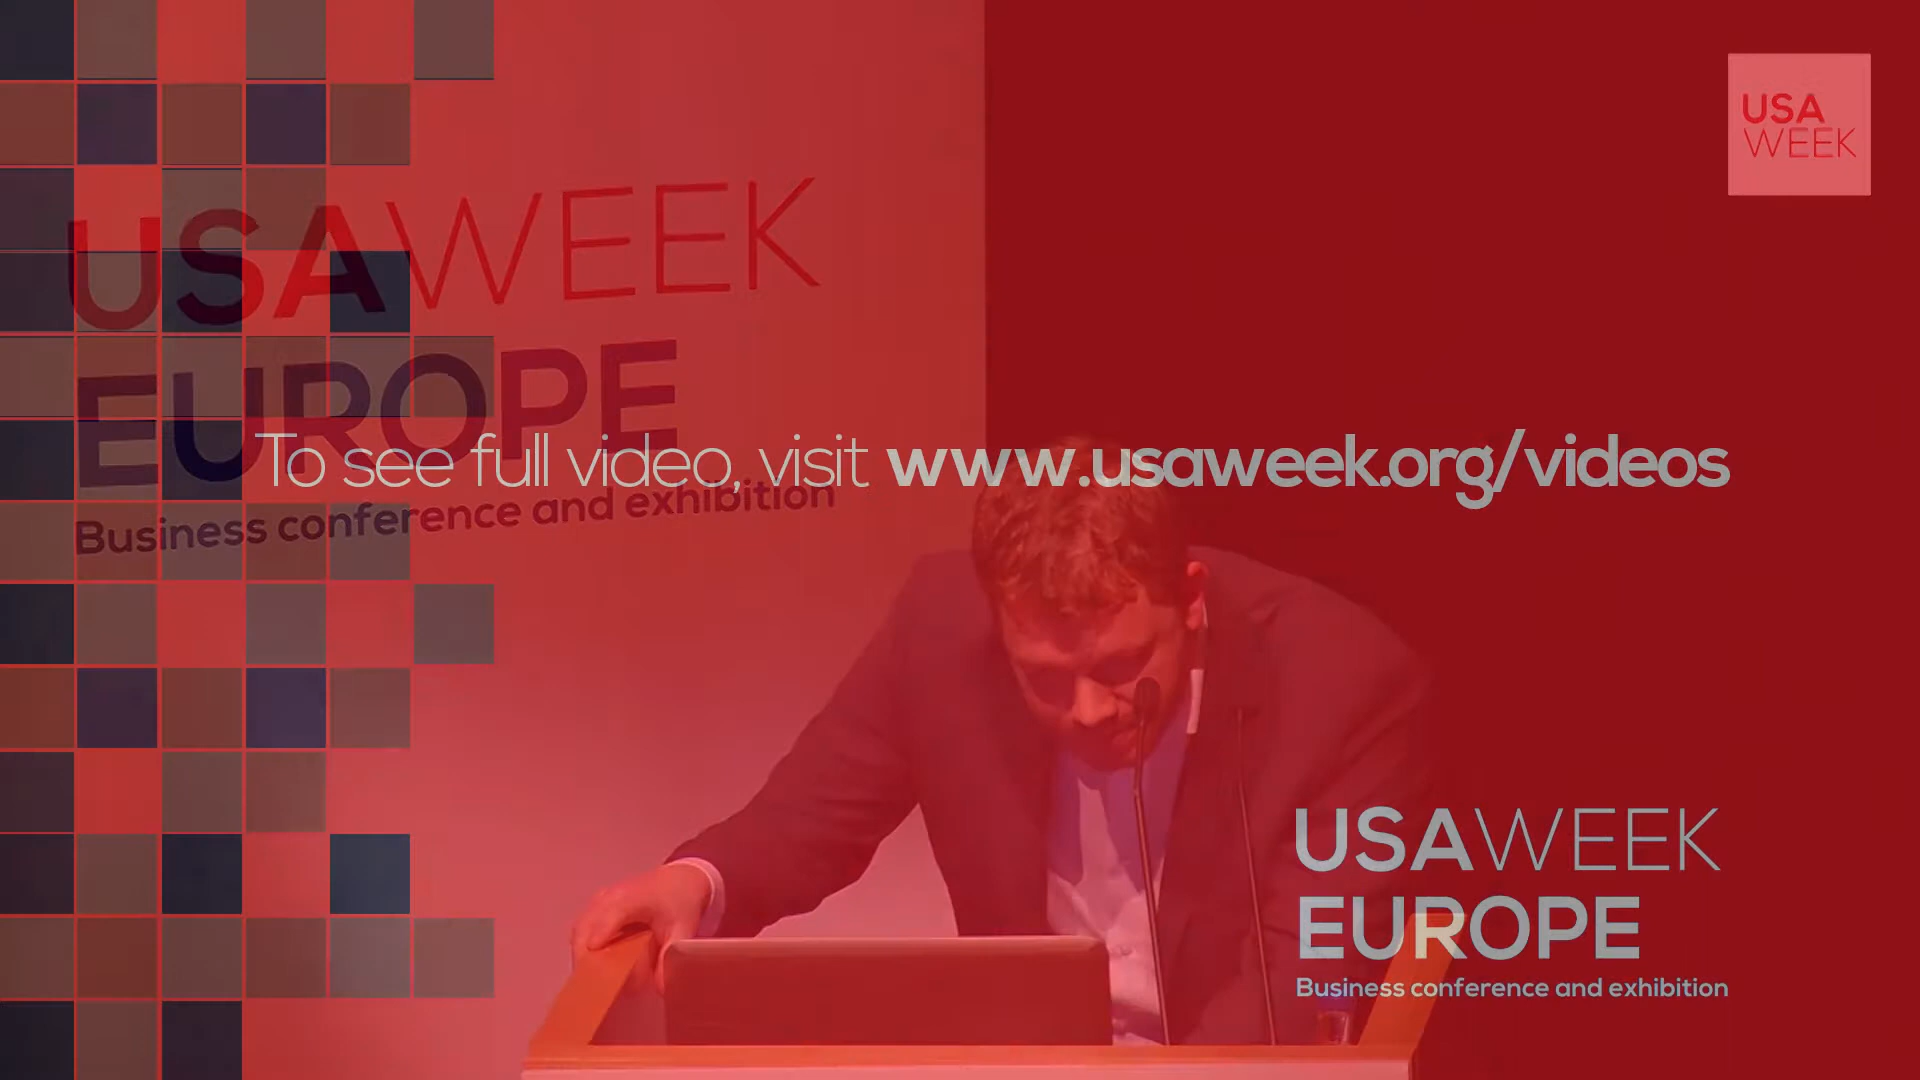 USA
WEEK
USAWEEK
EUROPE
Business conference and exhibition
To see full video, visit www.usaweek.org/videos
USAWEEK
EUROPE
Business conference and exhibition